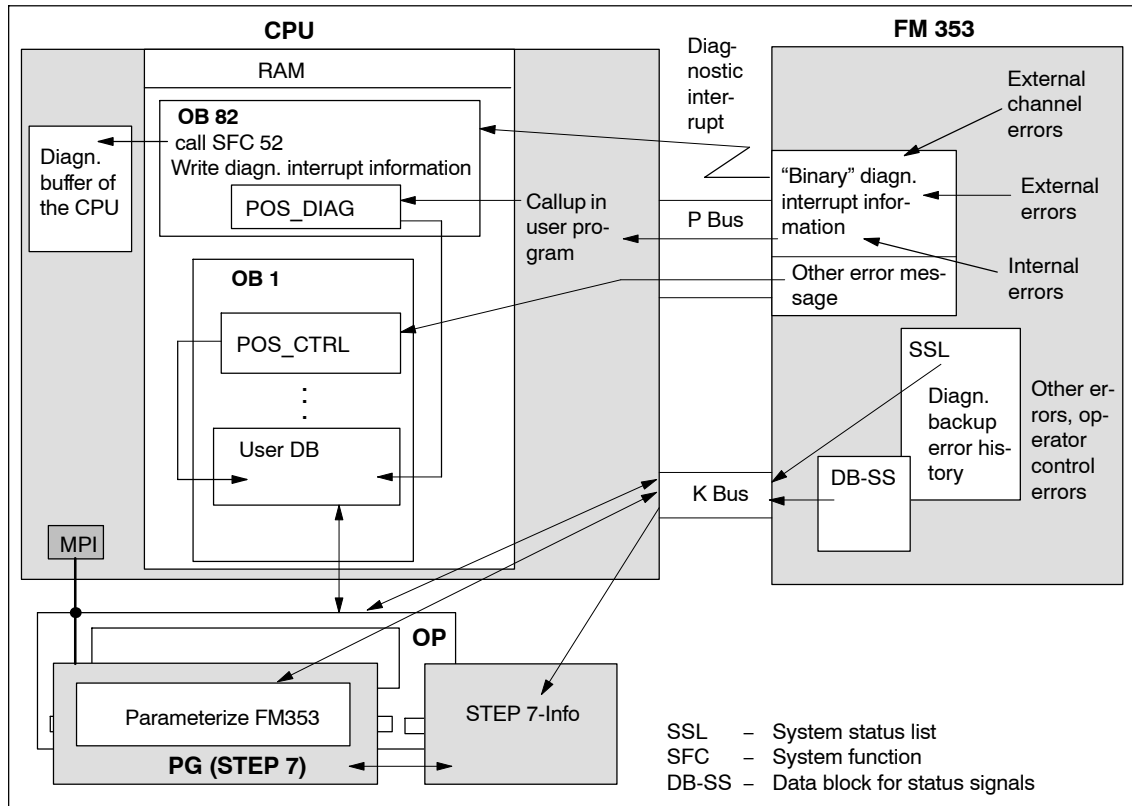 CPU
FM 353
RAM
OB 82
call SFC 52
Write diagn. interrupt information
POS_DIAG
Diagn.
buffer of
the CPU
OB 1
POS_CTRL
.
.
.
User DB
MPI
Diag-
nostic
inter-
rupt
Callup in
user pro-
gram
P Bus
K Bus
External
channel
errors
“Binary” diagn.
interrupt infor-
mation
External
errors
Internal
errors
Other error mes-
sage
SSL
Diagn.
backup
error his-
tory
DB-SS
Other er-
rors, op-
erator
control
errors
OP
Parameterize FM353
PG (STEP 7)
STEP 7-Info
SSL – System status list
SFC – System function
DB-SS – Data block for status signals